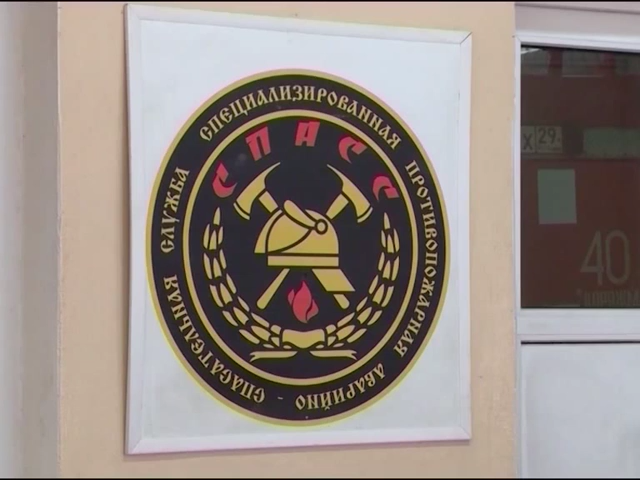 СПЕЦИАЛИЗИРОВАННАЯ ПРОТИВОПОЖАРНАЯ АВАРИЙНО - СПАСАТЕЛЬНАЯ СЛУЖБА
СПАСС
Х 29
40